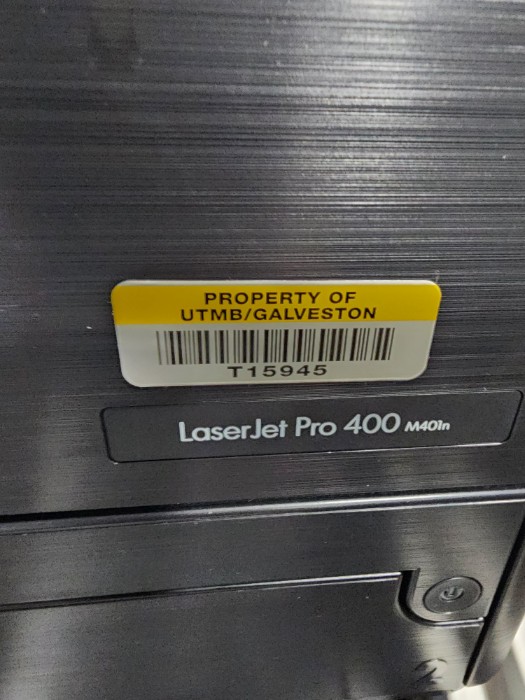 PROPERTY OF
UTMB/GALVESTON
T15945
LaserJet Pro 400 M401n